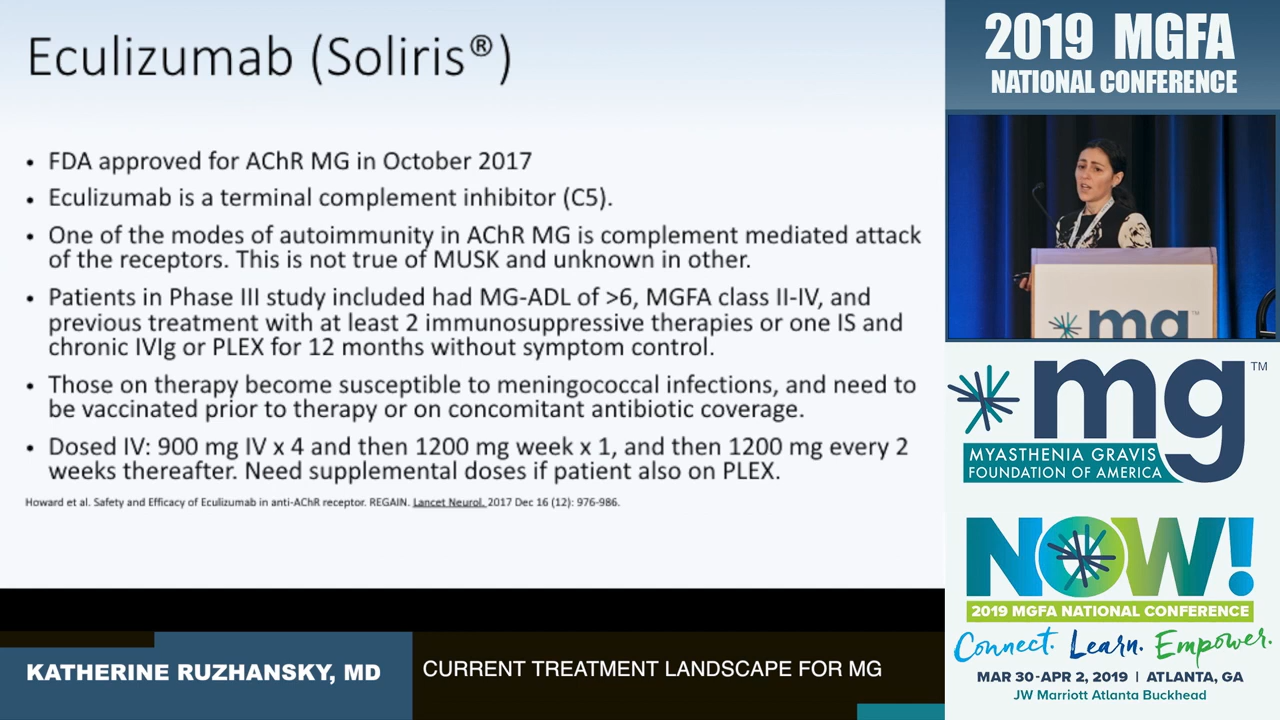 Eculizumab (Soliris®)
• FDA approved for AChR MG in October 2017
• Eculizumab is a terminal complement inhibitor (C5).
• One of the modes of autoimmunity in AChR MG is complement mediated attack
of the receptors. This is not true of MUSK and unknown in other.
• Patients in Phase III study included had MG-ADL of >6, MGFA class II-IV, and
previous treatment with at least 2 immunosuppressive therapies or one IS and
chronic IVIg or PLEX for 12 months without symptom control.
• Those on therapy become susceptible to meningococcal infections, and need to
be vaccinated prior to therapy or on concomitant antibiotic coverage.
• Dosed IV: 900 mg IV x 4 and then 1200 mg week x 1, and then 1200 mg every 2
weeks thereafter. Need supplemental doses if patient also on PLEX.
Howard et al. Safety and Efficacy of Eculizumab in anti-AChR receptor. REGAIN. Lancet Neurol. 2017 Dec 16 (12): 976-986.
KATHERINE RUZHANSKY, MD
CURRENT TREATMENT LANDSCAPE FOR MG
2019 MGFA
NATIONAL CONFERENCE
mg™
mg™
MYASTHENIA GRAVIS
FOUNDATION OF AMERICA
NOW!
2019 MGFA NATIONAL CONFERENCE
Connect. Learn. Empower.
MAR 30-APR 2, 2019 | ATLANTA, GA
JW Marriott Atlanta Buckhead